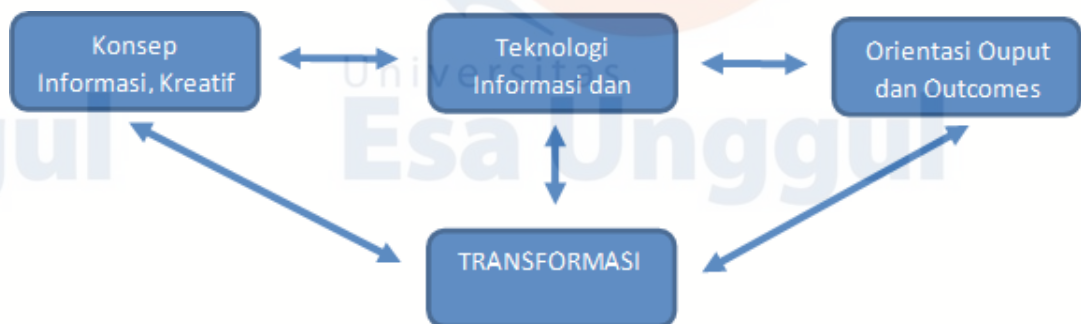 Konsep
Informasi, Kreatif
Teknologi
Informasi dan
Orientasi Ouput
dan Outcomes
Universitas
Esa Unggul
gul
TRANSFORMASI